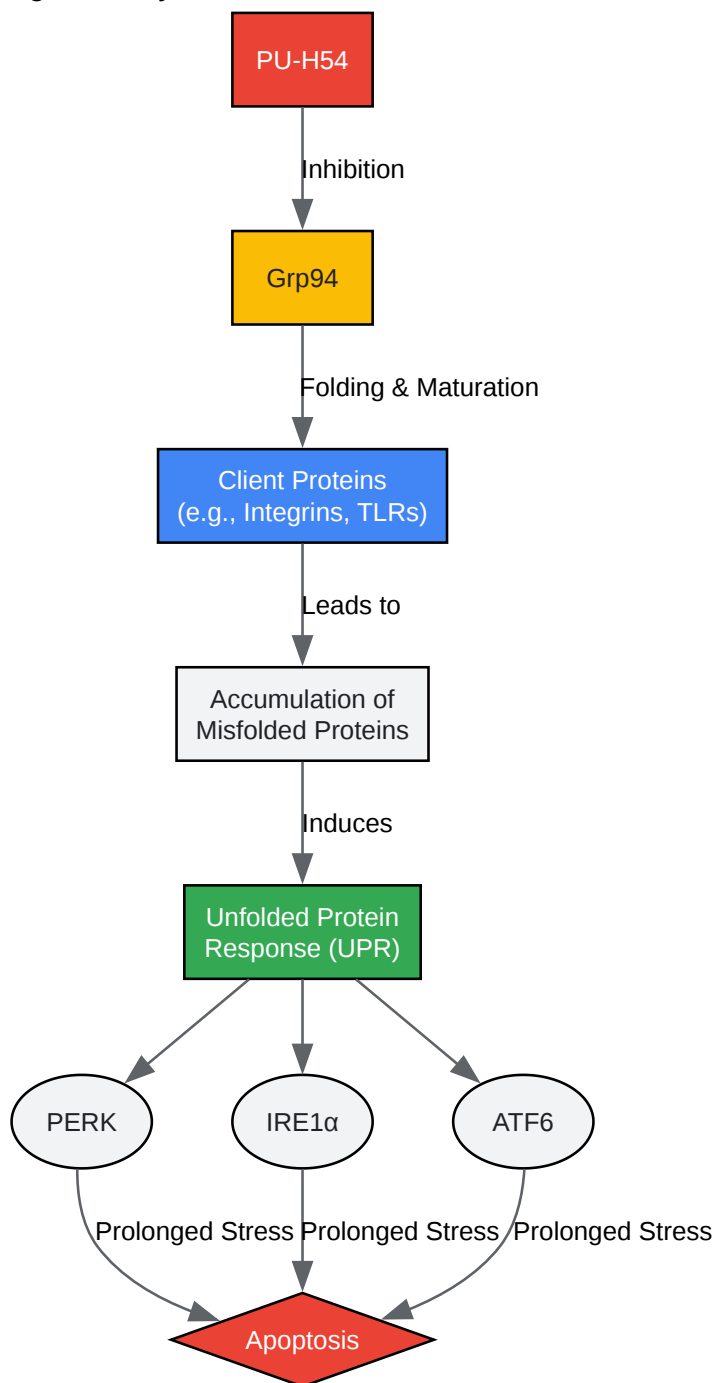 PU-H54
Inhibition
Grp94
Folding & Maturation
Client Proteins
(e.g., Integrins, TLRs)
Leads to
Accumulation of
Misfolded Proteins
Induces
Unfolded Protein
Response (UPR)
PERK
IRE1α
ATF6
Prolonged Stress
Prolonged Stress
Prolonged Stress
Apoptosis